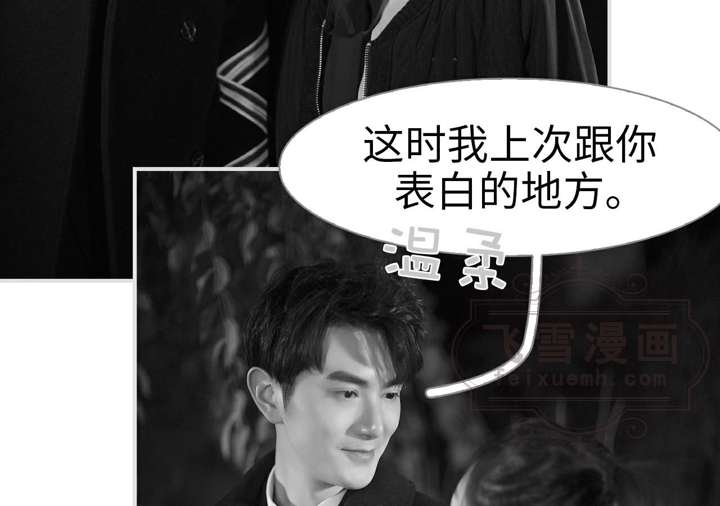 这时我上次跟你
表白的地方。
温柔
飞雪漫画
feixuemh.com